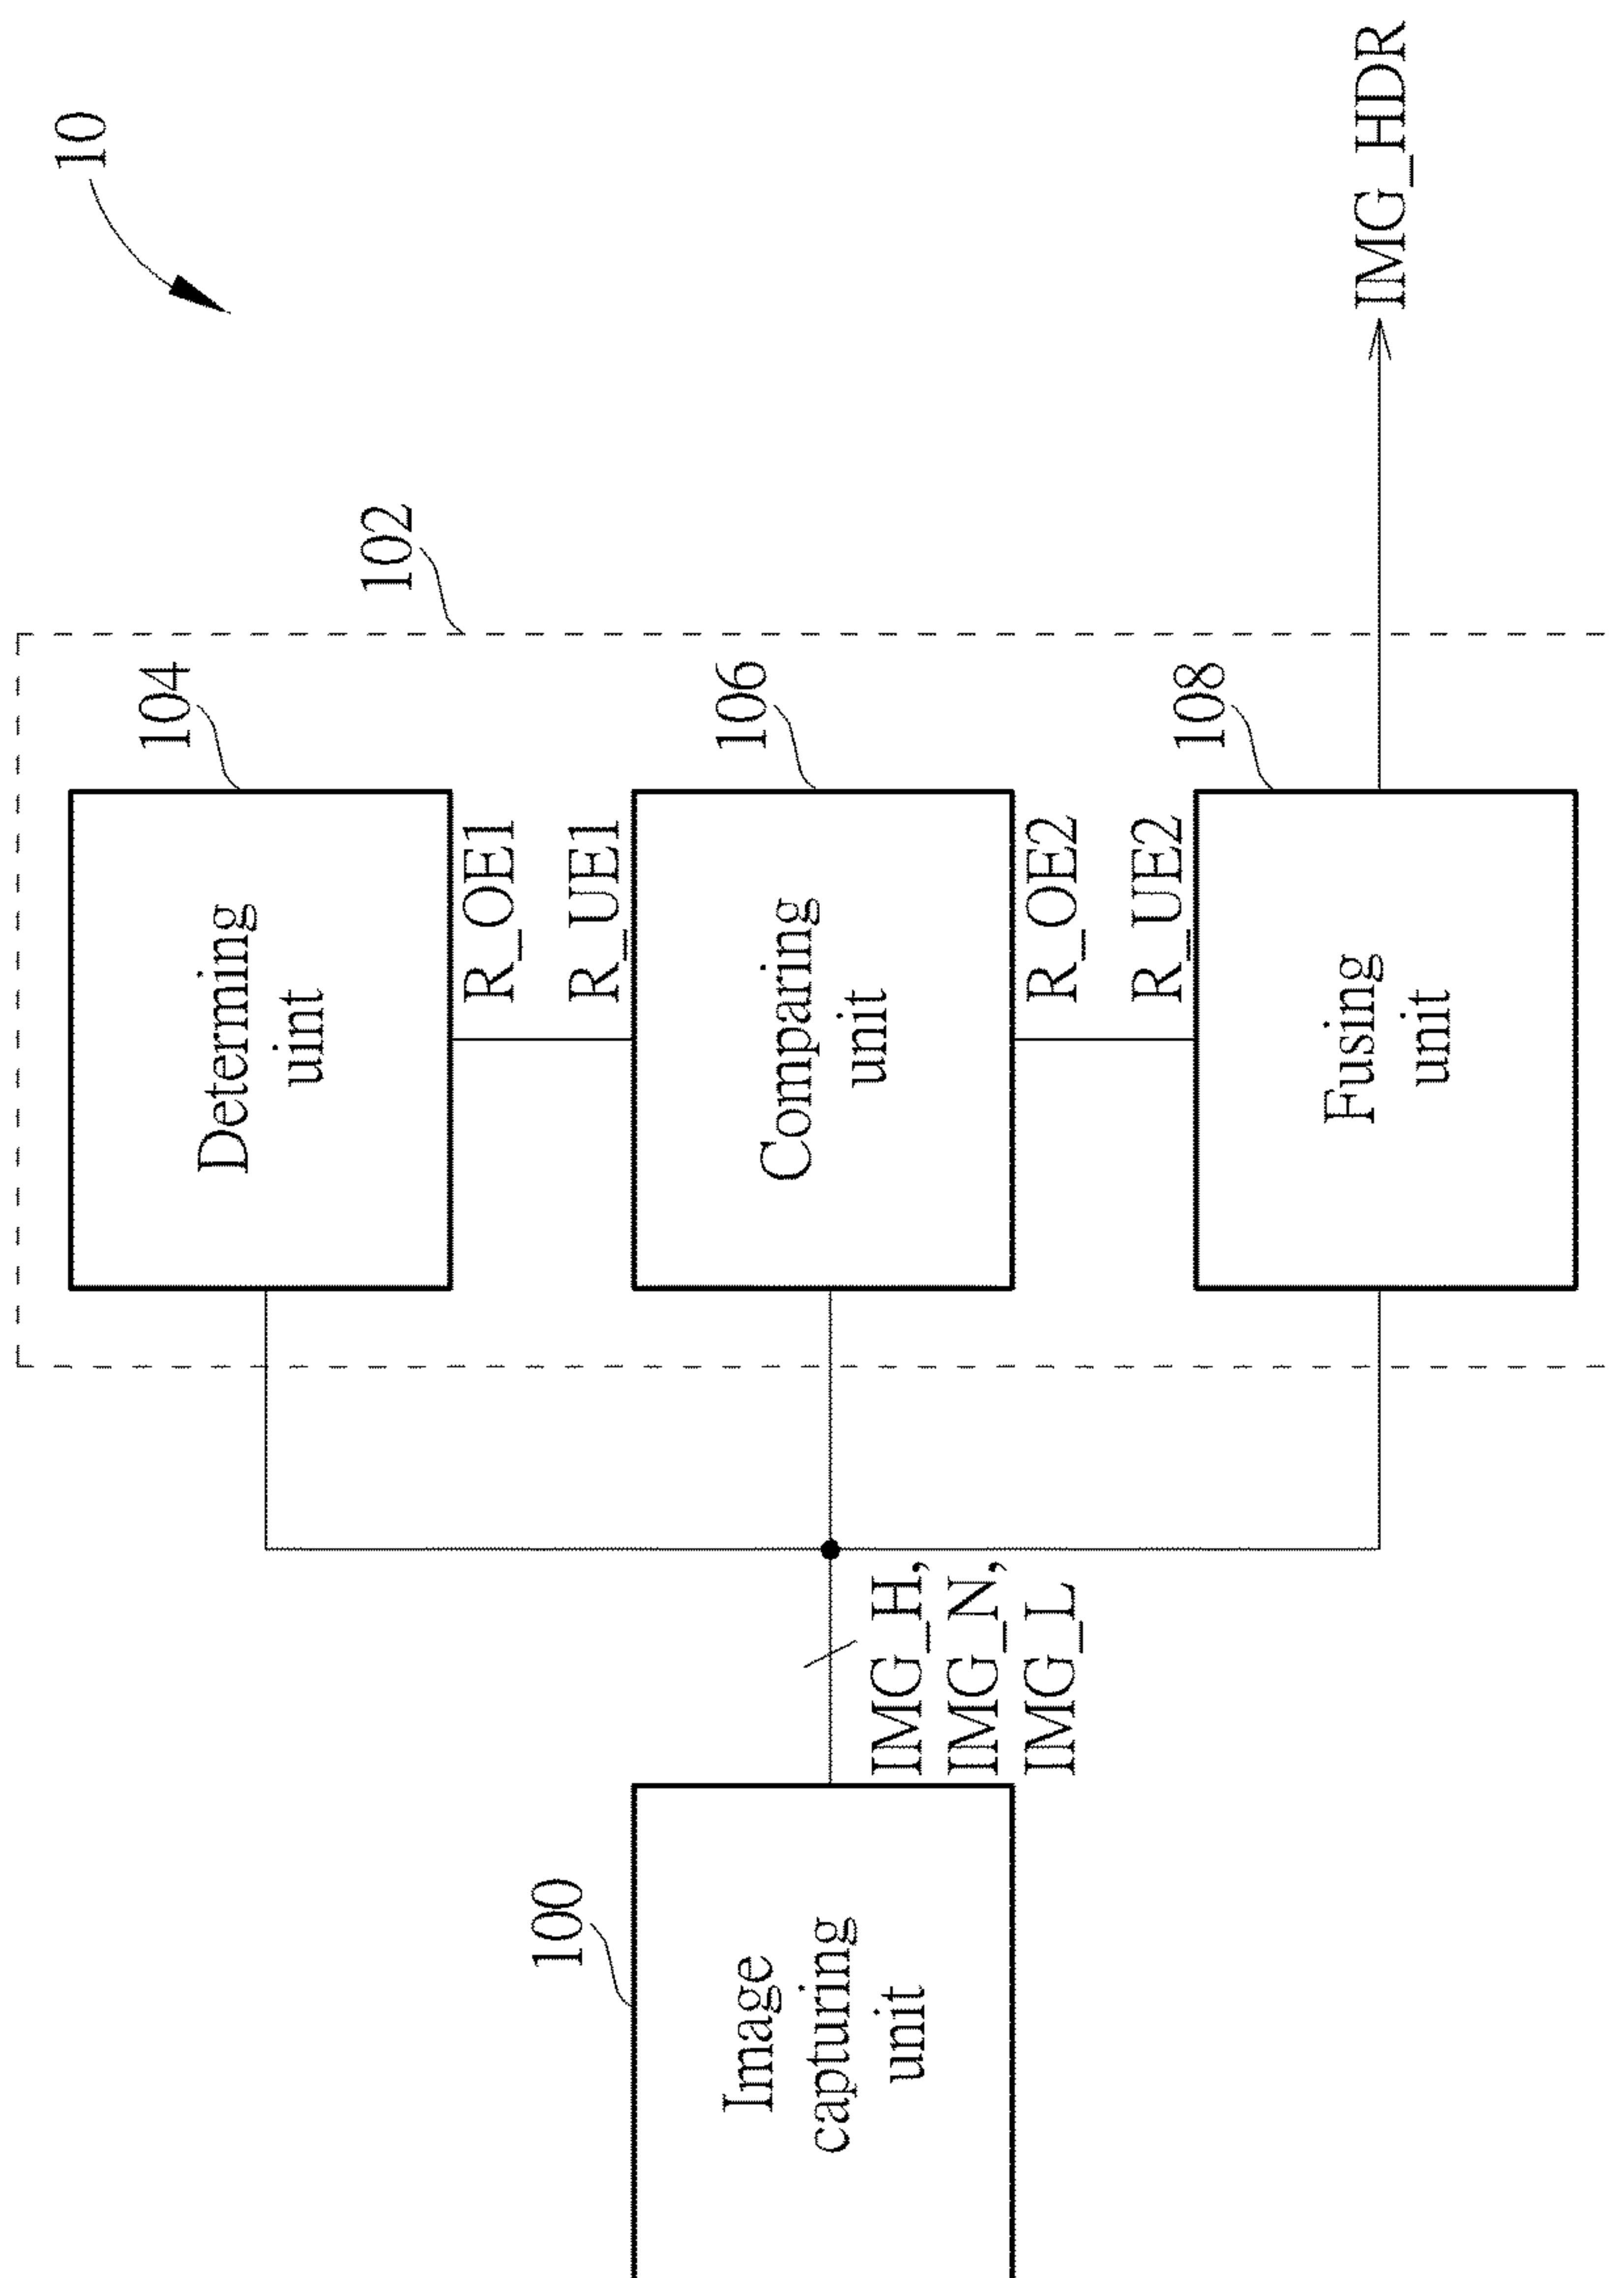 10
102
104
Determing
uint
R_OE1
R_UE1
106
Comparing
unit
R_OE2
R_UE2
108
Fusing
unit
IMG_HDR
100
Image
capturing
unit
IMG_H,
IMG_N,
IMG_L